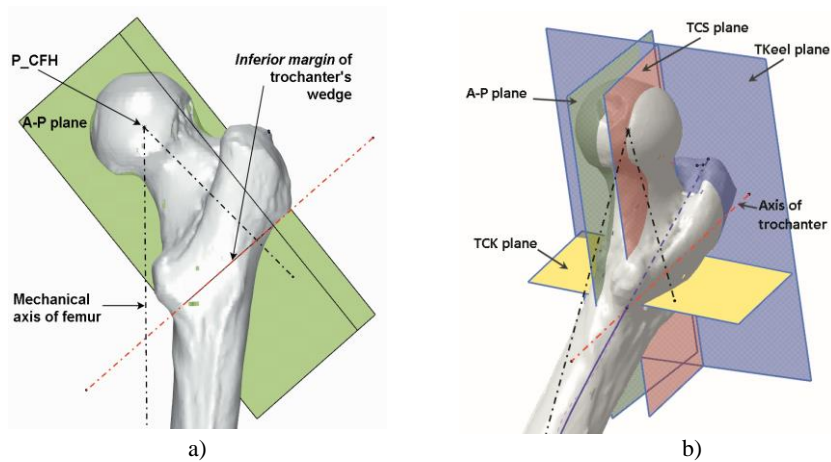 P_CFH
A-P plane
Inferior margin of
trochanter's
wedge
Mechanical
axis of femur
a)
TCS plane
TKeel plane
A-P plane
Axis of
trochanter
TCK plane
b)